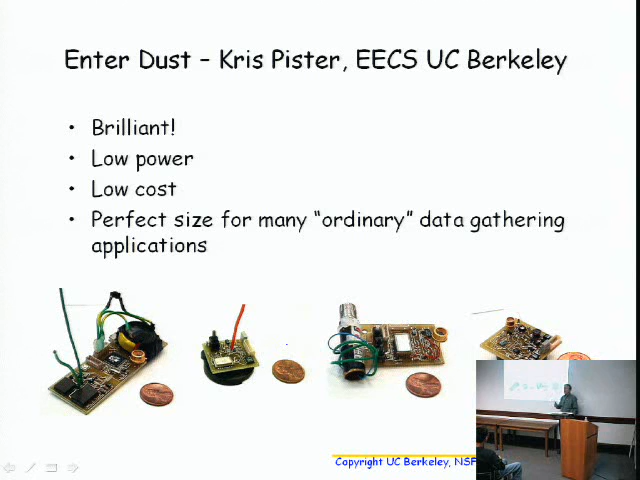 Enter Dust – Kris Pister, EECS UC Berkeley
• Brilliant!
• Low power
• Low cost
• Perfect size for many “ordinary” data gathering
applications
Copyright UC Berkeley, NSF